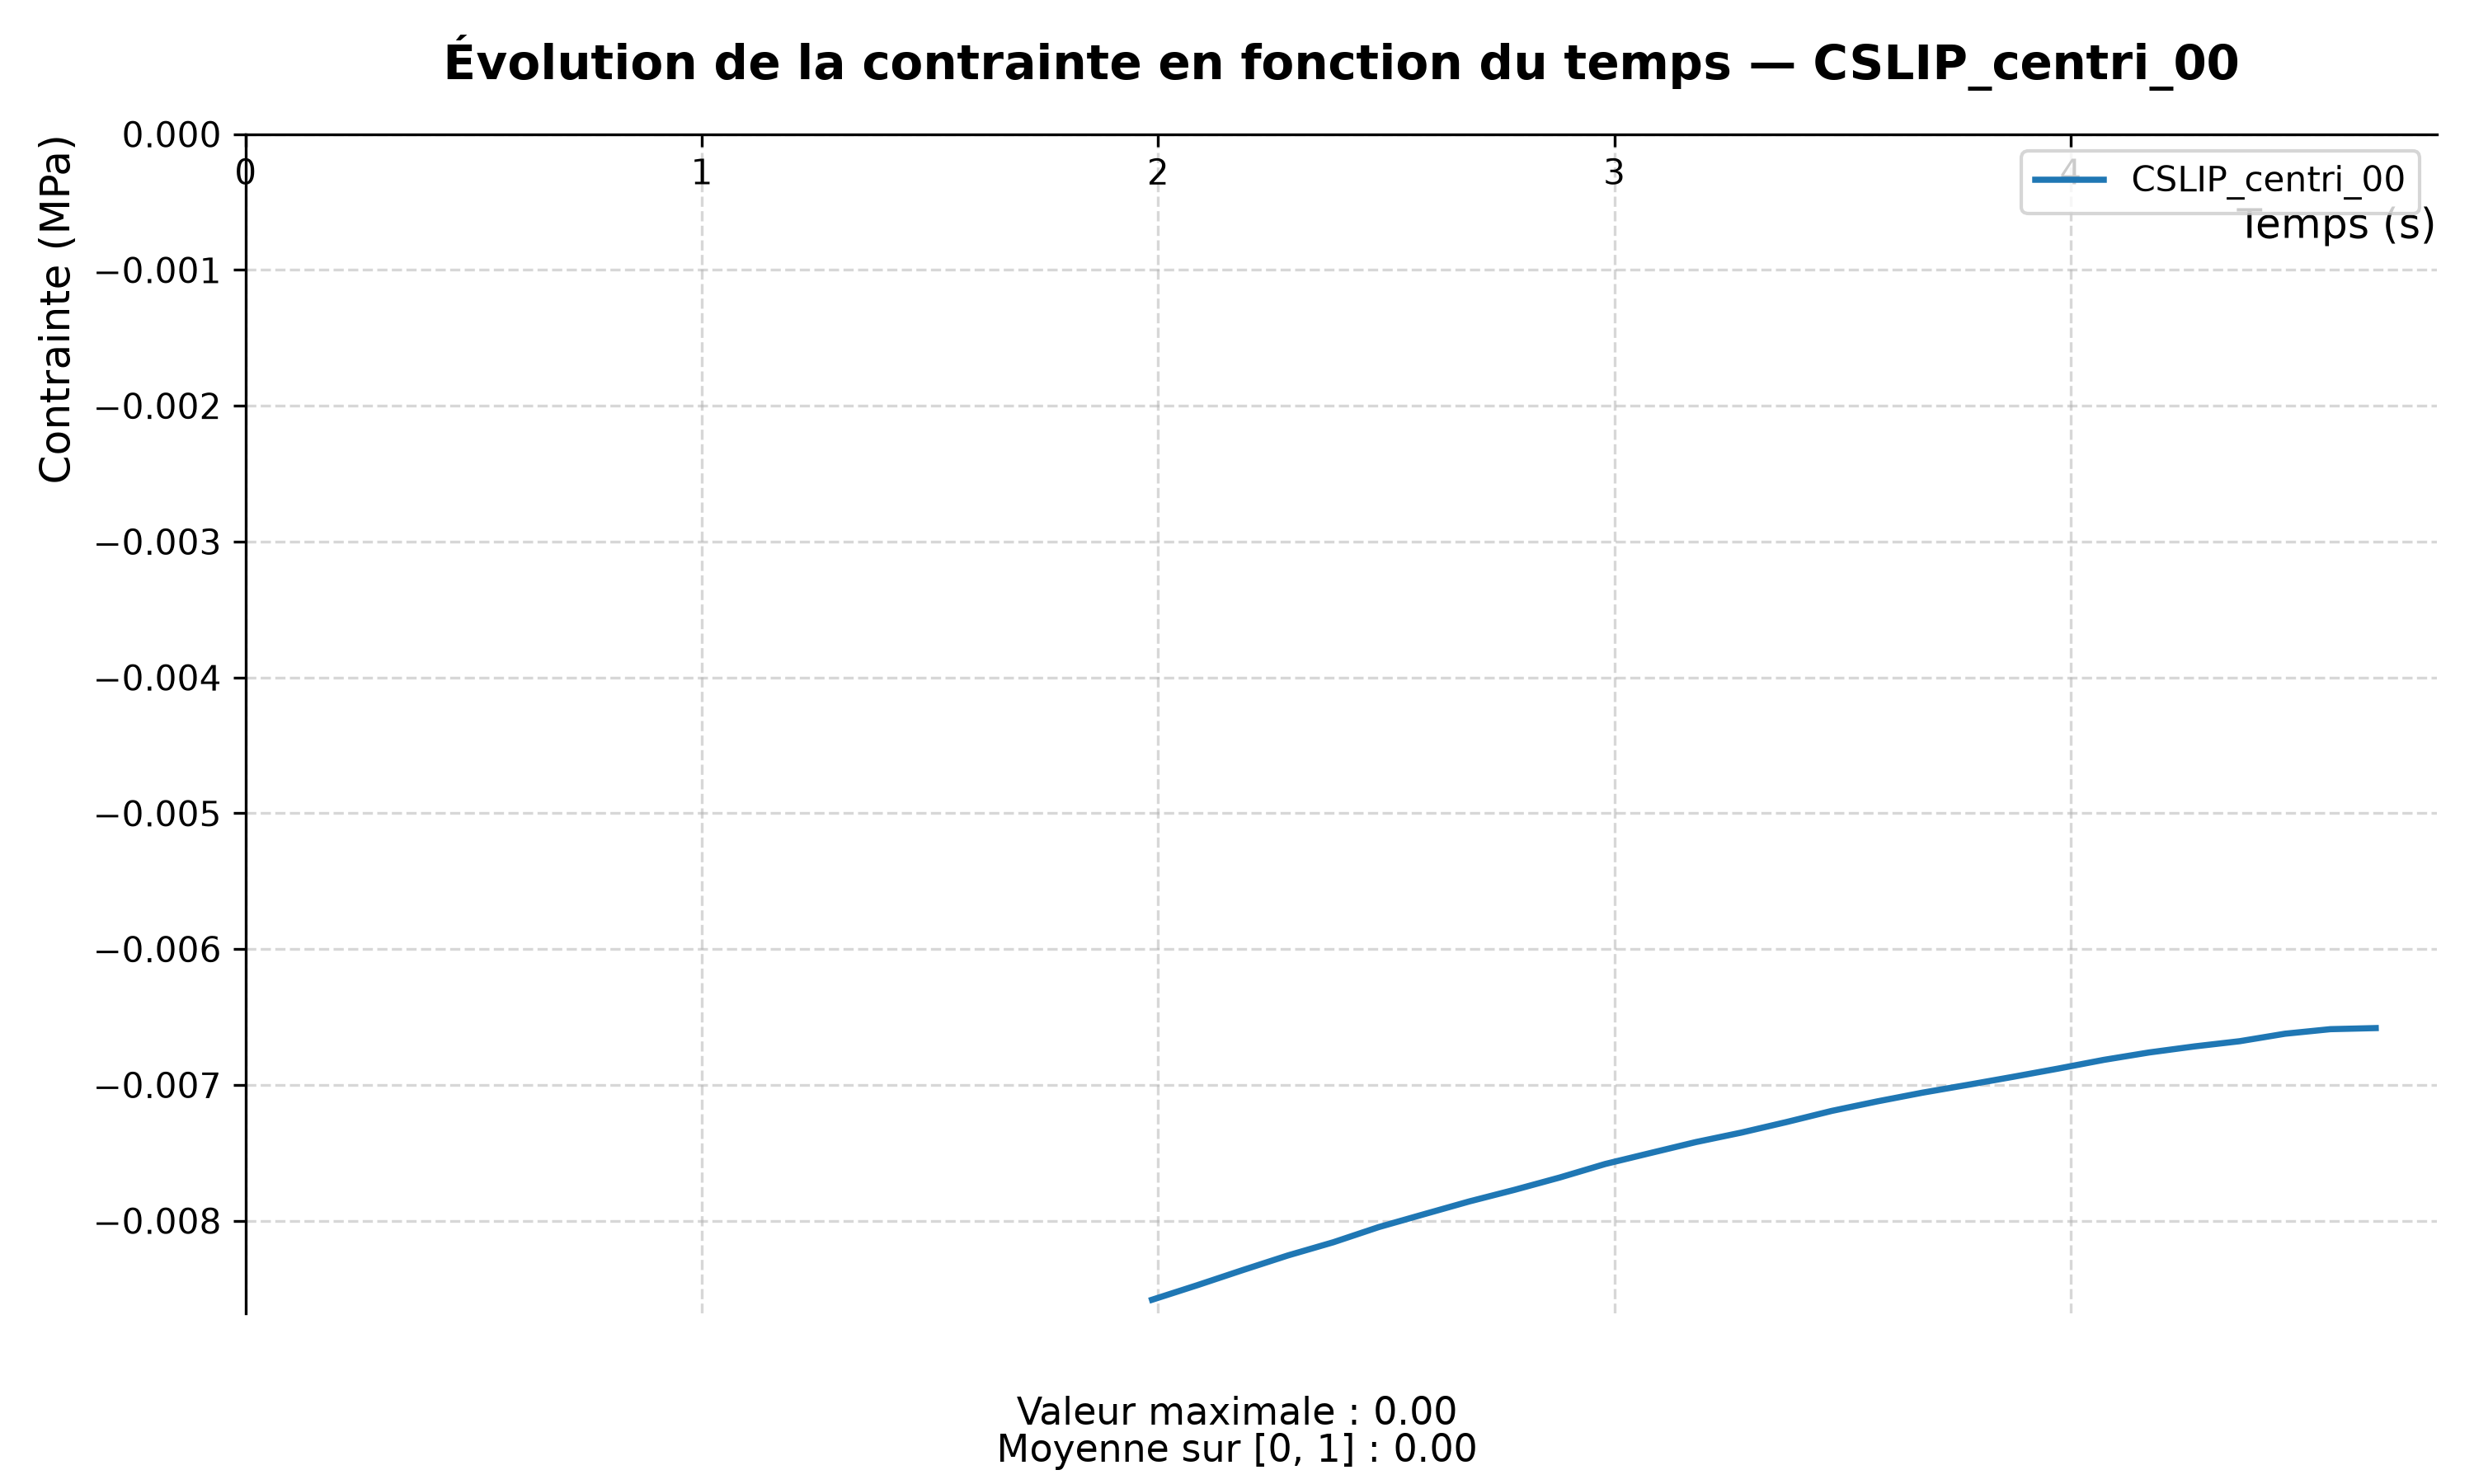 Évolution de la contrainte en fonction du temps — CSLIP_centri_00
Contrainte (MPa)
0.000
−0.001
−0.002
−0.003
−0.004
−0.005
−0.006
−0.007
−0.008
0 1 2 3 4
CSLIP_centri_00
Temps (s)
Valeur maximale : 0.00
Moyenne sur [0, 1] : 0.00